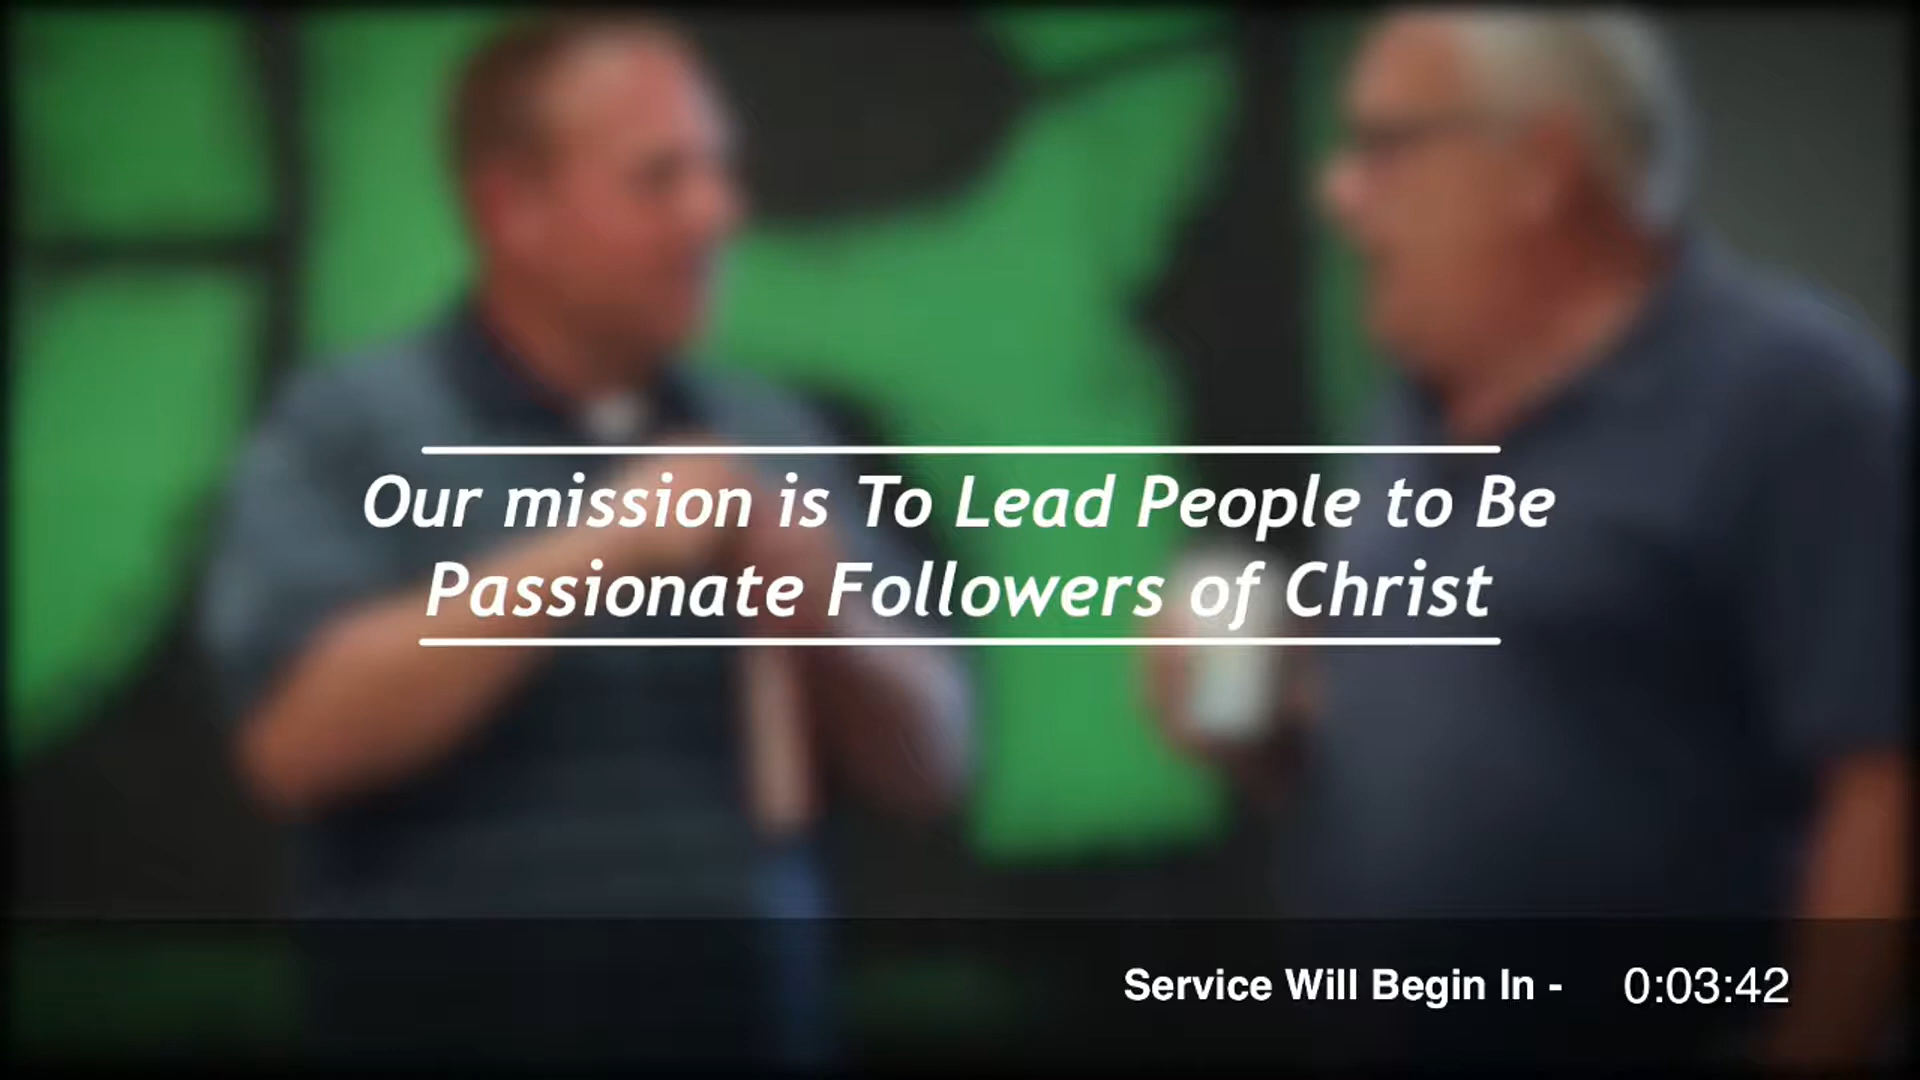 Our mission is To Lead People to Be
Passionate Followers of Christ
Service Will Begin In - 0:03:42